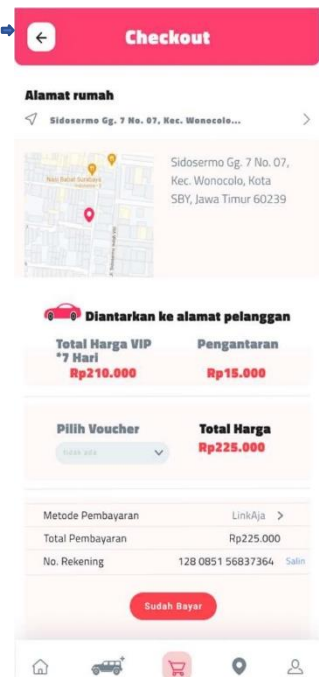 Checkout
Alamat rumah
Sidosermo Gg. 7 No. 07, Kec. Wonocolo...
Sidosermo Gg. 7 No. 07,
Kec. Wonocolo, Kota
SBY, Jawa Timur 60239
Diantarkan ke alamat pelanggan
Total Harga VIP
*7 Hari
Rp210.000
Pengantaran
Rp15.000
Pilih Voucher
tidak ada
Total Harga
Rp225.000
Metode Pembayaran LinkAja
Total Pembayaran Rp225.000
No. Rekening 128 0851 56837364 Salin
Sudah Bayar